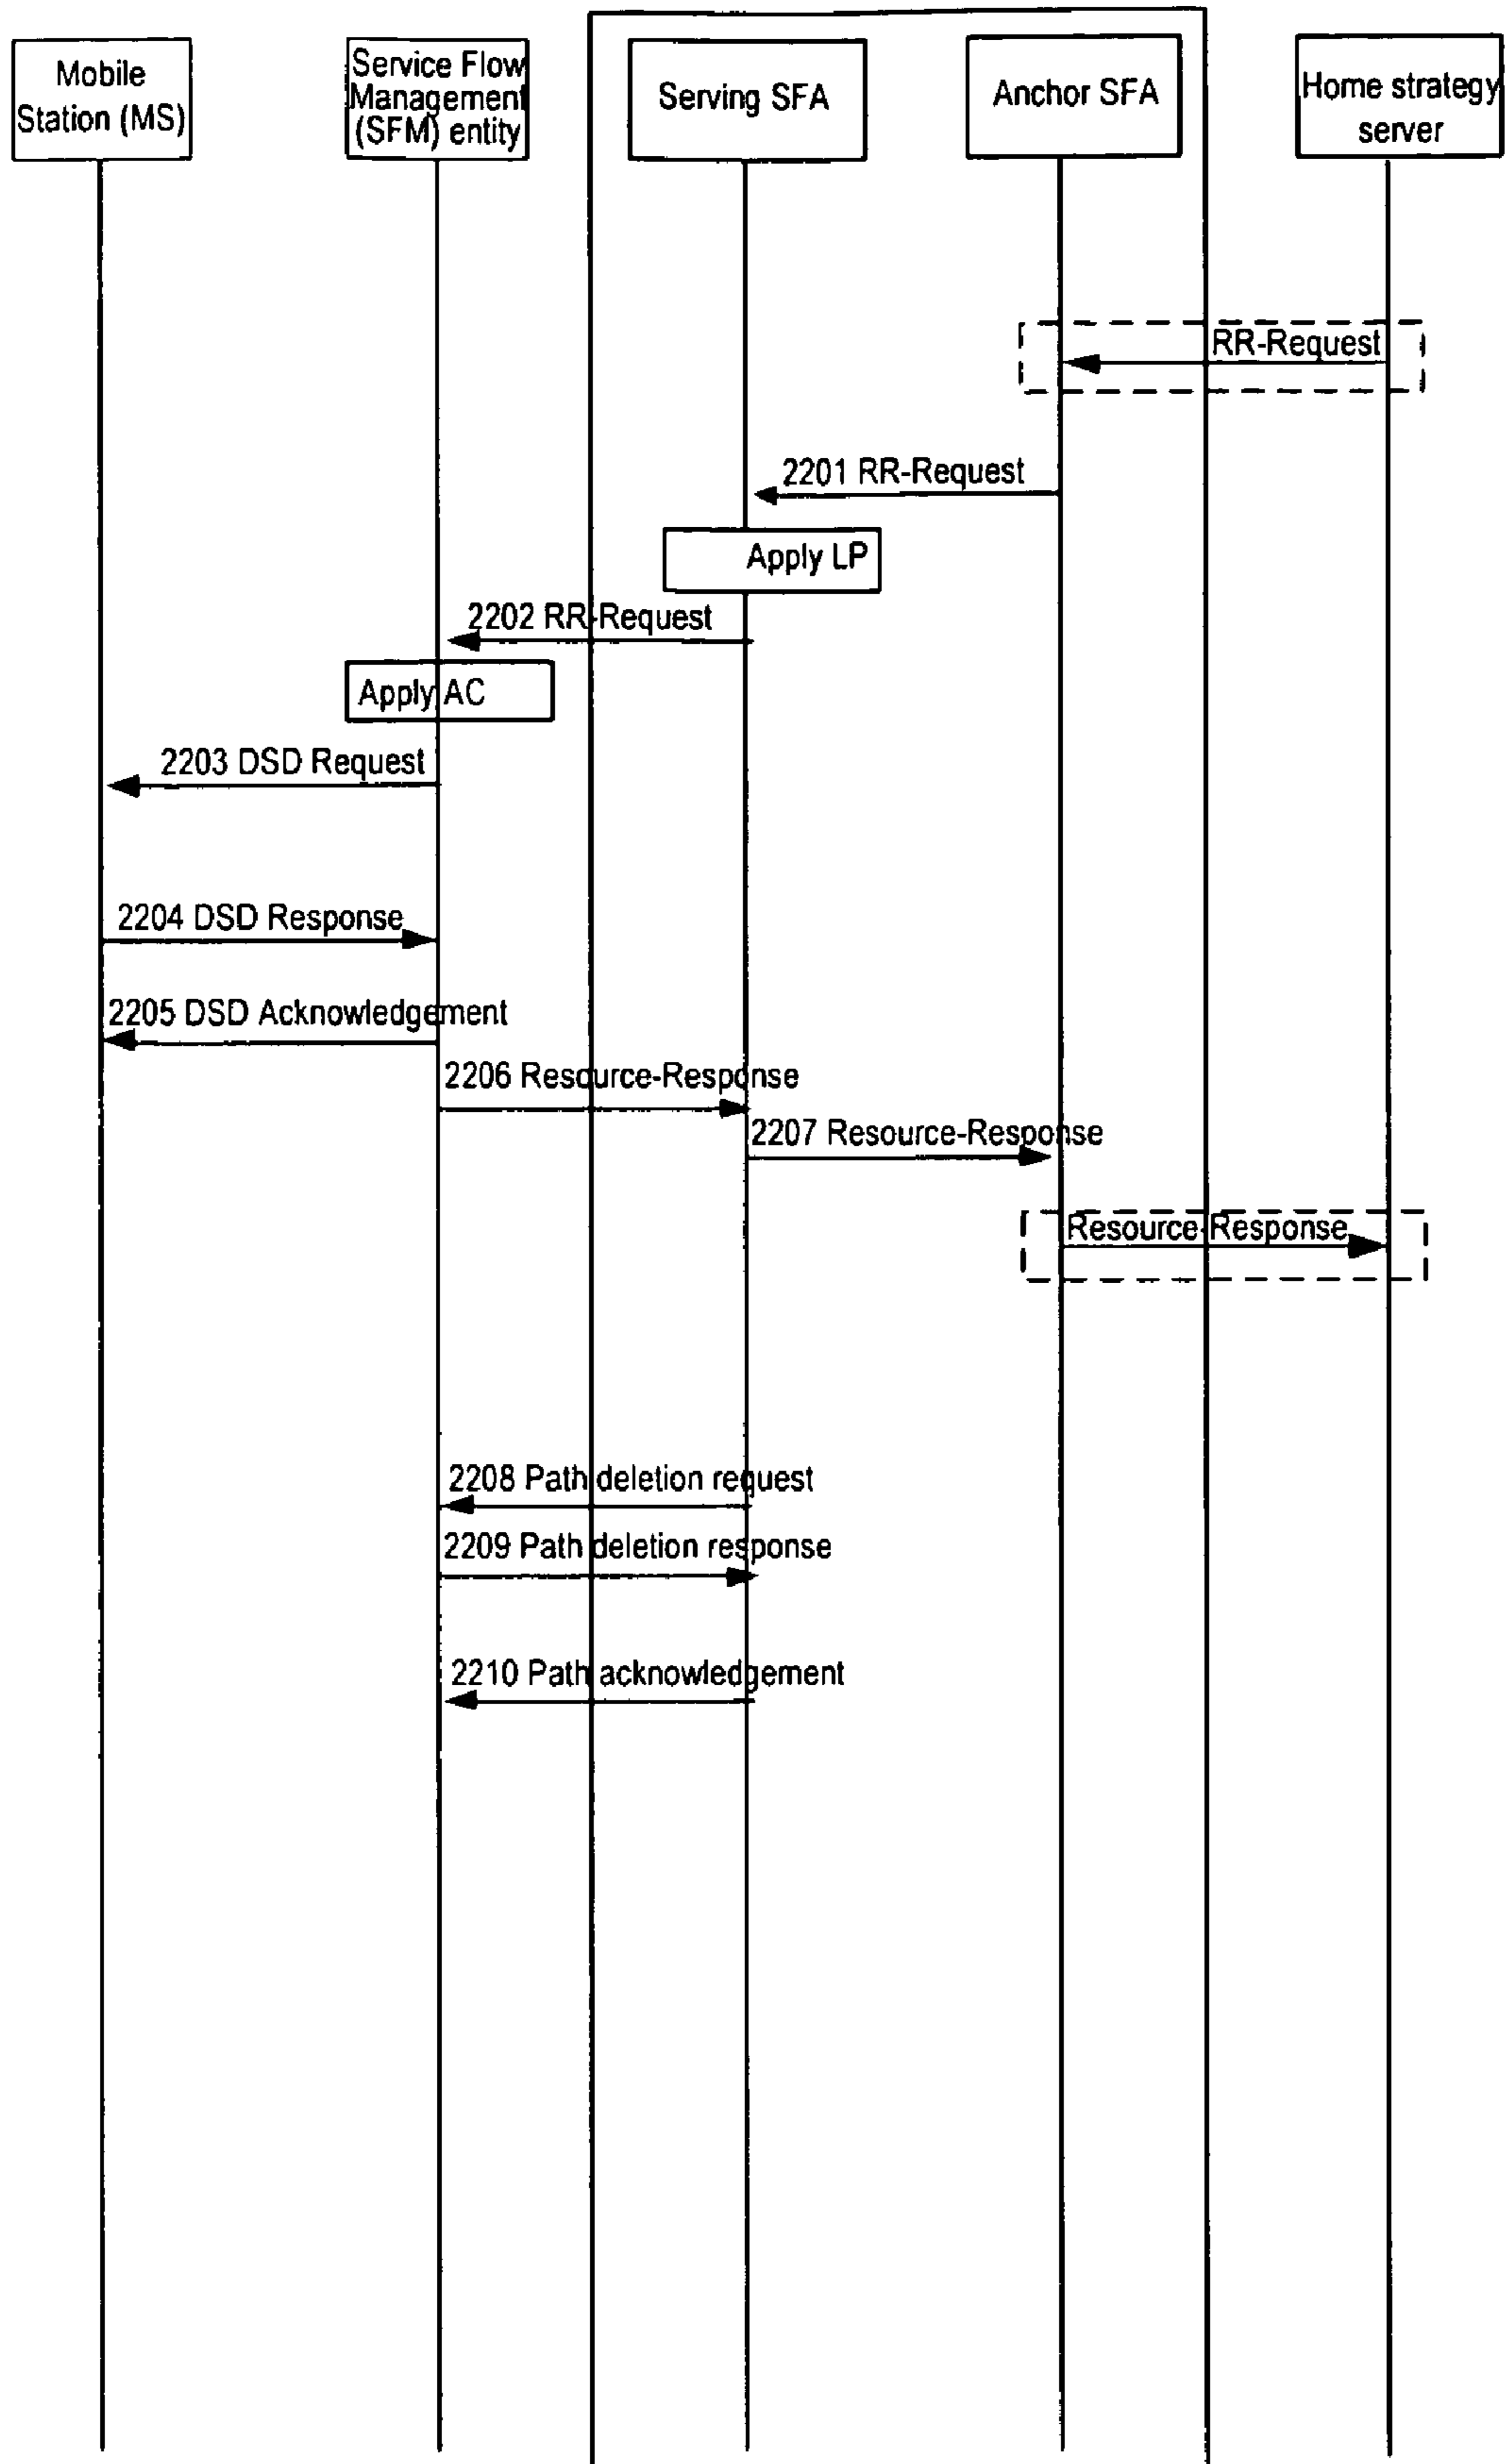 Mobile
Station (MS)
Service Flow
Management
(SFM) entity
Serving SFA
Anchor SFA
Home strategy
server
RR-Request
2201 RR-Request
Apply LP
2202 RR-Request
Apply AC
2203 DSD Request
2204 DSD Response
2205 DSD Acknowledgement
2206 Resource-Response
2207 Resource-Response
Resource-Response
2208 Path deletion request
2209 Path deletion response
2210 Path acknowledgement